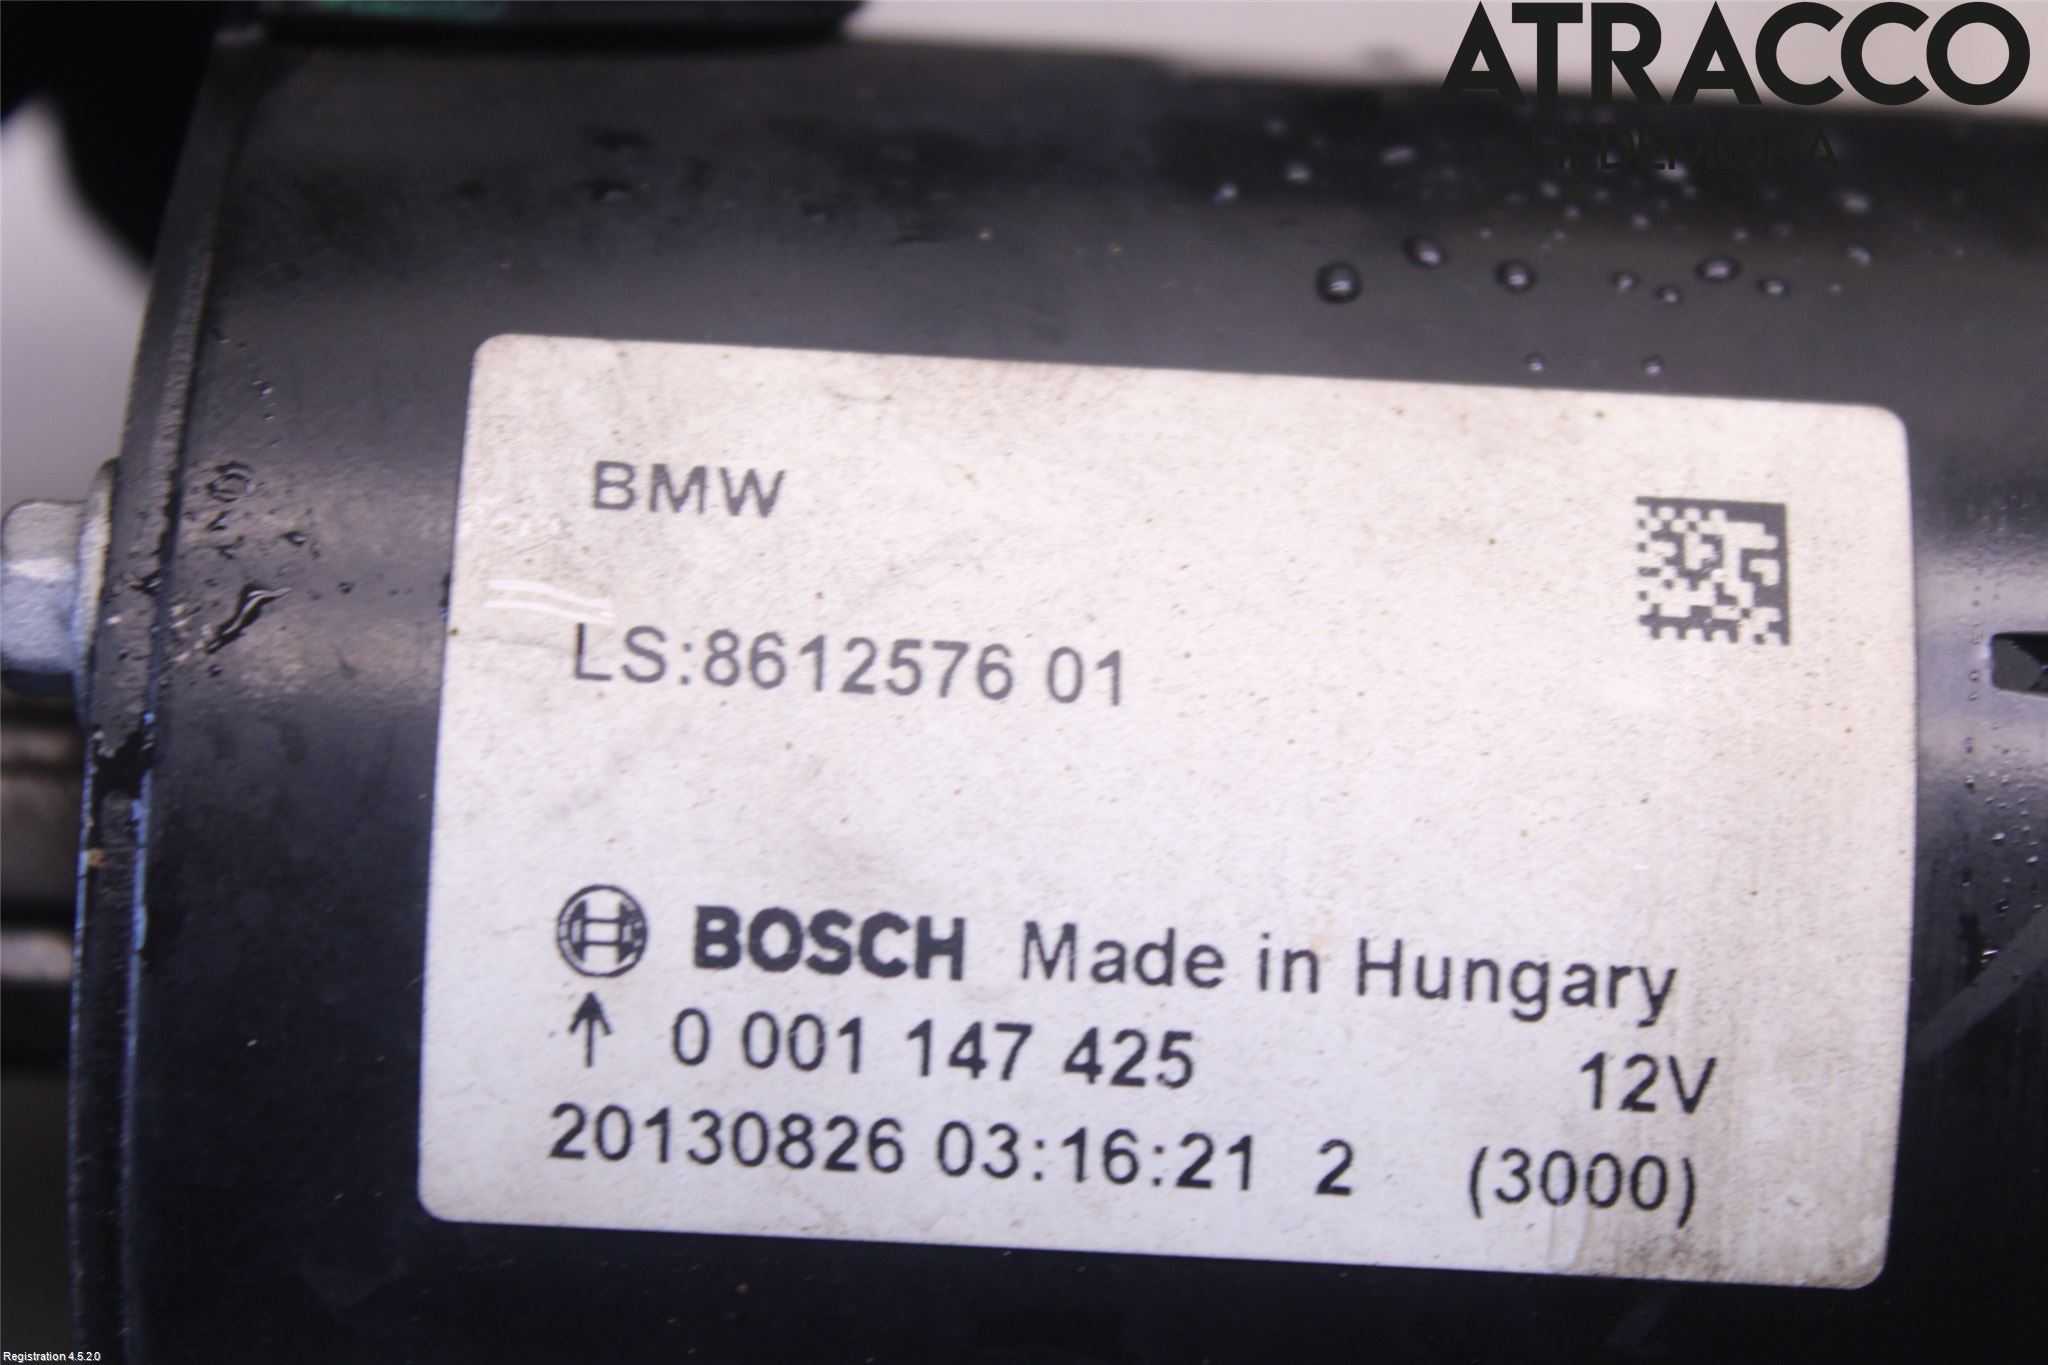 ATRACCO
HEDEMORA
BMW
LS:8612576 01
BOSCH Made in Hungary
0 001 147 425 12V
20130826 03:16:21 2 (3000)
Registration 4.5.2.0